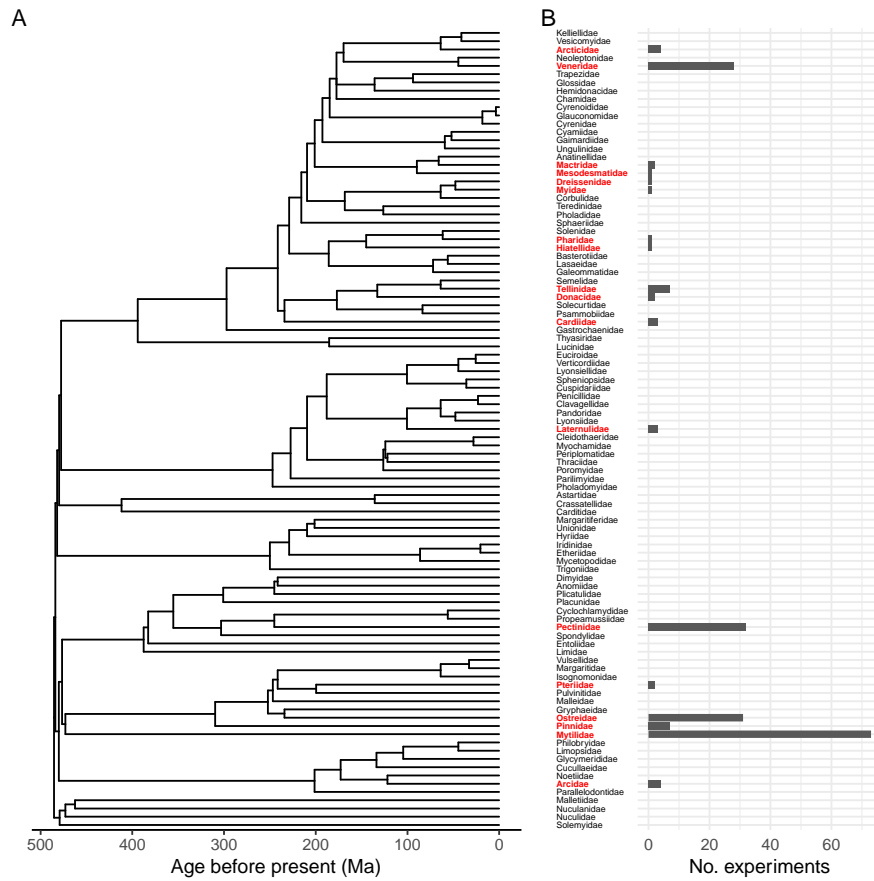 A
B
Kelliellidae
Vesicomyidae
Arcticidae
Neoleptonidae
Veneridae
Trapezidae
Glossidae
Hemidonacidae
Chamidae
Cyrenoididae
Glauconomidae
Cyrenidae
Cyamiidae
Gaimardiidae
Ungulinidae
Anatinellidae
Mactridae
Mesodesmatidae
Dreissenidae
Myidae
Corbulidae
Teredinidae
Pholadidae
Sphaeriidae
Solenidae
Pharidae
Hiatellidae
Basterotiidae
Lasaeidae
Galeommatidae
Semelidae
Tellinidae
Donacidae
Solecurtidae
Psammobiidae
Cardiidae
Gastrochaenidae
Thyasiridae
Lucinidae
Euciroidae
Verticordiidae
Lyonsiellidae
Spheniopsidae
Cuspidariidae
Penicillidae
Clavagellidae
Pandoridae
Lyonsiidae
Laternulidae
Cleidothaeridae
Myochamidae
Periplomatidae
Thraciidae
Poromyidae
Parilimyidae
Pholadomyidae
Astartidae
Crassatellidae
Carditidae
Margaritiferidae
Unionidae
Hyriidae
Iridinidae
Etheriidae
Mycetopodidae
Trigoniidae
Dimyidae
Anomiidae
Plicatulidae
Placunidae
Cyclochlamydidae
Propeamussiidae
Pectinidae
Spondylidae
Entoliidae
Limidae
Vulsellidae
Margaritidae
Isognomonidae
Pteriidae
Pulvinitidae
Malleidae
Gryphaeidae
Ostreidae
Pinnidae
Mytilidae
Philobryidae
Limopsidae
Glycymerididae
Cucullaeidae
Noetiidae
Arcidae
Parallelodontidae
Malletiidae
Nuculanidae
Nuculidae
Solemyidae
500 400 300 200 100 0
Age before present (Ma)
0 20 40 60
No. experiments